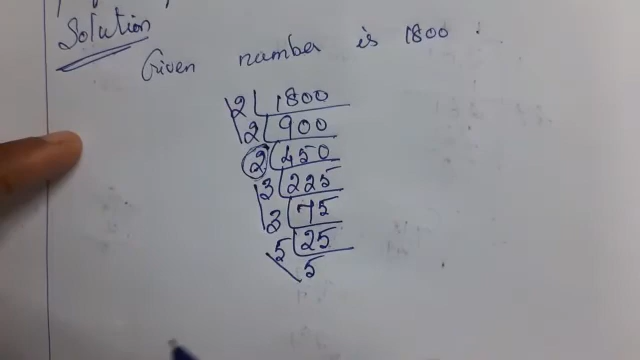 Solution
Given number is 1800
2 | 1800
2 | 900
2 | 450
3 | 225
3 | 75
5 | 25
5